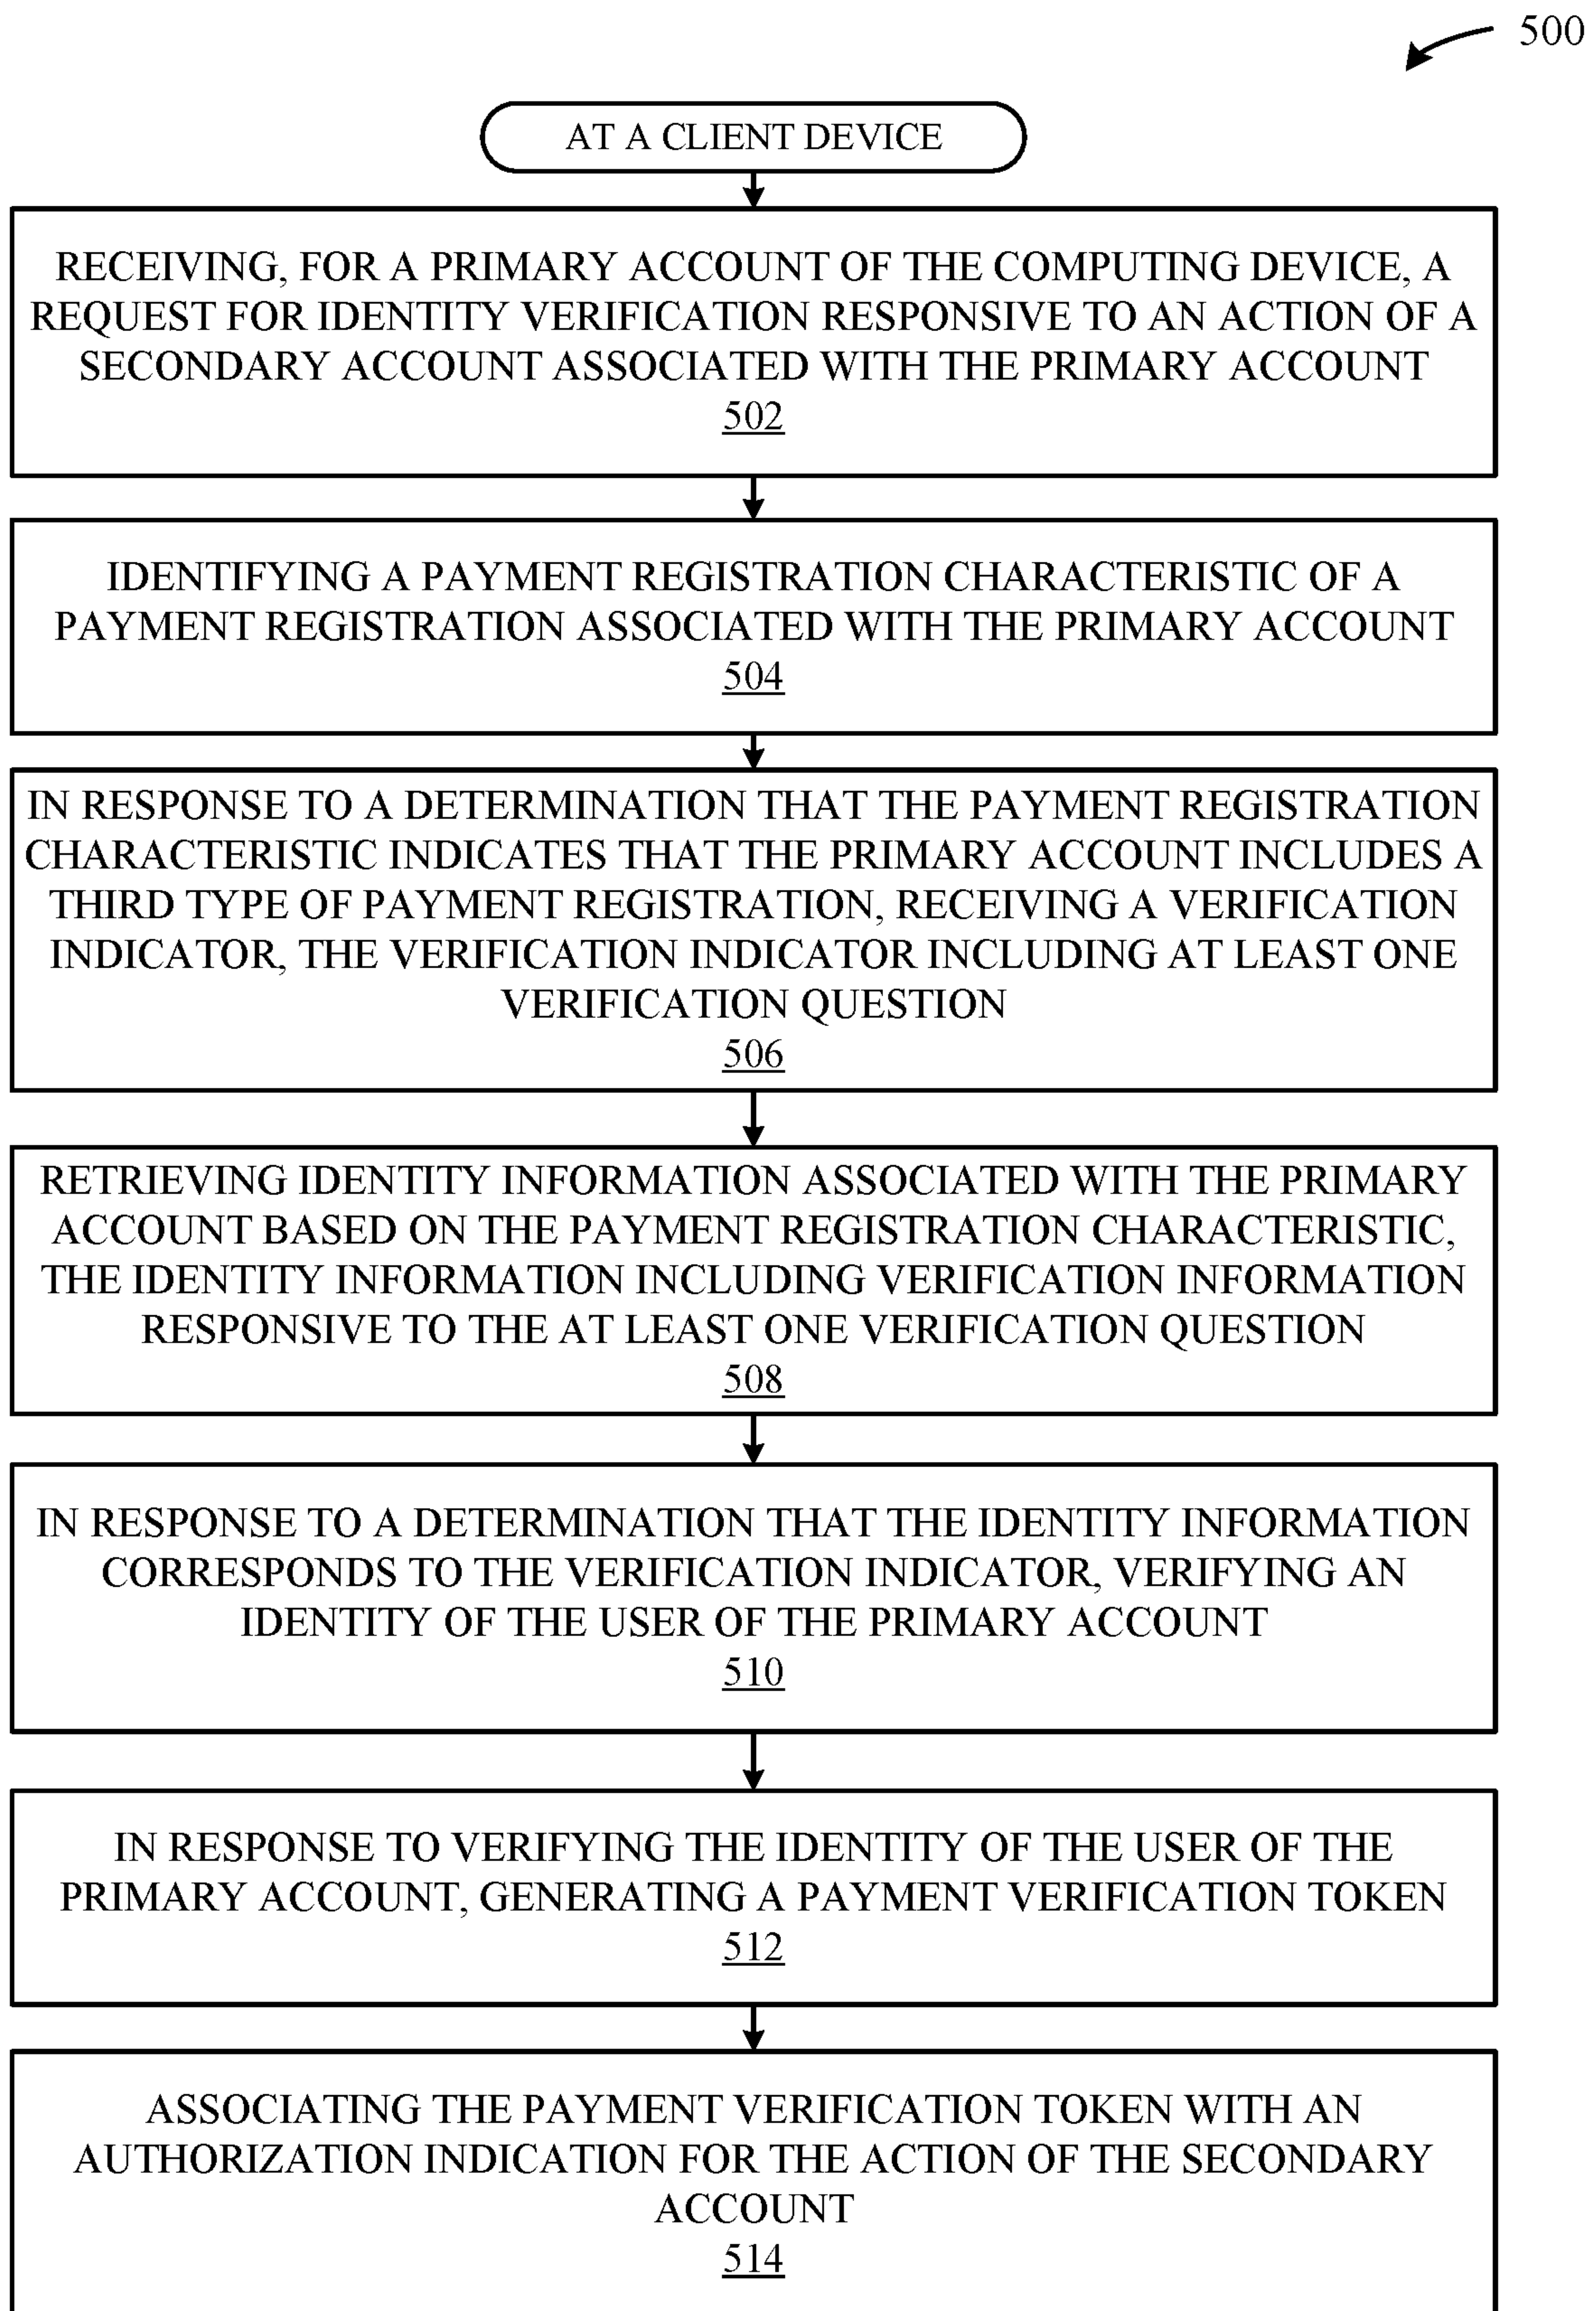 500
AT A CLIENT DEVICE
RECEIVING, FOR A PRIMARY ACCOUNT OF THE COMPUTING DEVICE, A
REQUEST FOR IDENTITY VERIFICATION RESPONSIVE TO AN ACTION OF A
SECONDARY ACCOUNT ASSOCIATED WITH THE PRIMARY ACCOUNT
502
IDENTIFYING A PAYMENT REGISTRATION CHARACTERISTIC OF A
PAYMENT REGISTRATION ASSOCIATED WITH THE PRIMARY ACCOUNT
504
IN RESPONSE TO A DETERMINATION THAT THE PAYMENT REGISTRATION
CHARACTERISTIC INDICATES THAT THE PRIMARY ACCOUNT INCLUDES A
THIRD TYPE OF PAYMENT REGISTRATION, RECEIVING A VERIFICATION
INDICATOR, THE VERIFICATION INDICATOR INCLUDING AT LEAST ONE
VERIFICATION QUESTION
506
RETRIEVING IDENTITY INFORMATION ASSOCIATED WITH THE PRIMARY
ACCOUNT BASED ON THE PAYMENT REGISTRATION CHARACTERISTIC,
THE IDENTITY INFORMATION INCLUDING VERIFICATION INFORMATION
RESPONSIVE TO THE AT LEAST ONE VERIFICATION QUESTION
508
IN RESPONSE TO A DETERMINATION THAT THE IDENTITY INFORMATION
CORRESPONDS TO THE VERIFICATION INDICATOR, VERIFYING AN
IDENTITY OF THE USER OF THE PRIMARY ACCOUNT
510
IN RESPONSE TO VERIFYING THE IDENTITY OF THE USER OF THE
PRIMARY ACCOUNT, GENERATING A PAYMENT VERIFICATION TOKEN
512
ASSOCIATING THE PAYMENT VERIFICATION TOKEN WITH AN
AUTHORIZATION INDICATION FOR THE ACTION OF THE SECONDARY
ACCOUNT
514